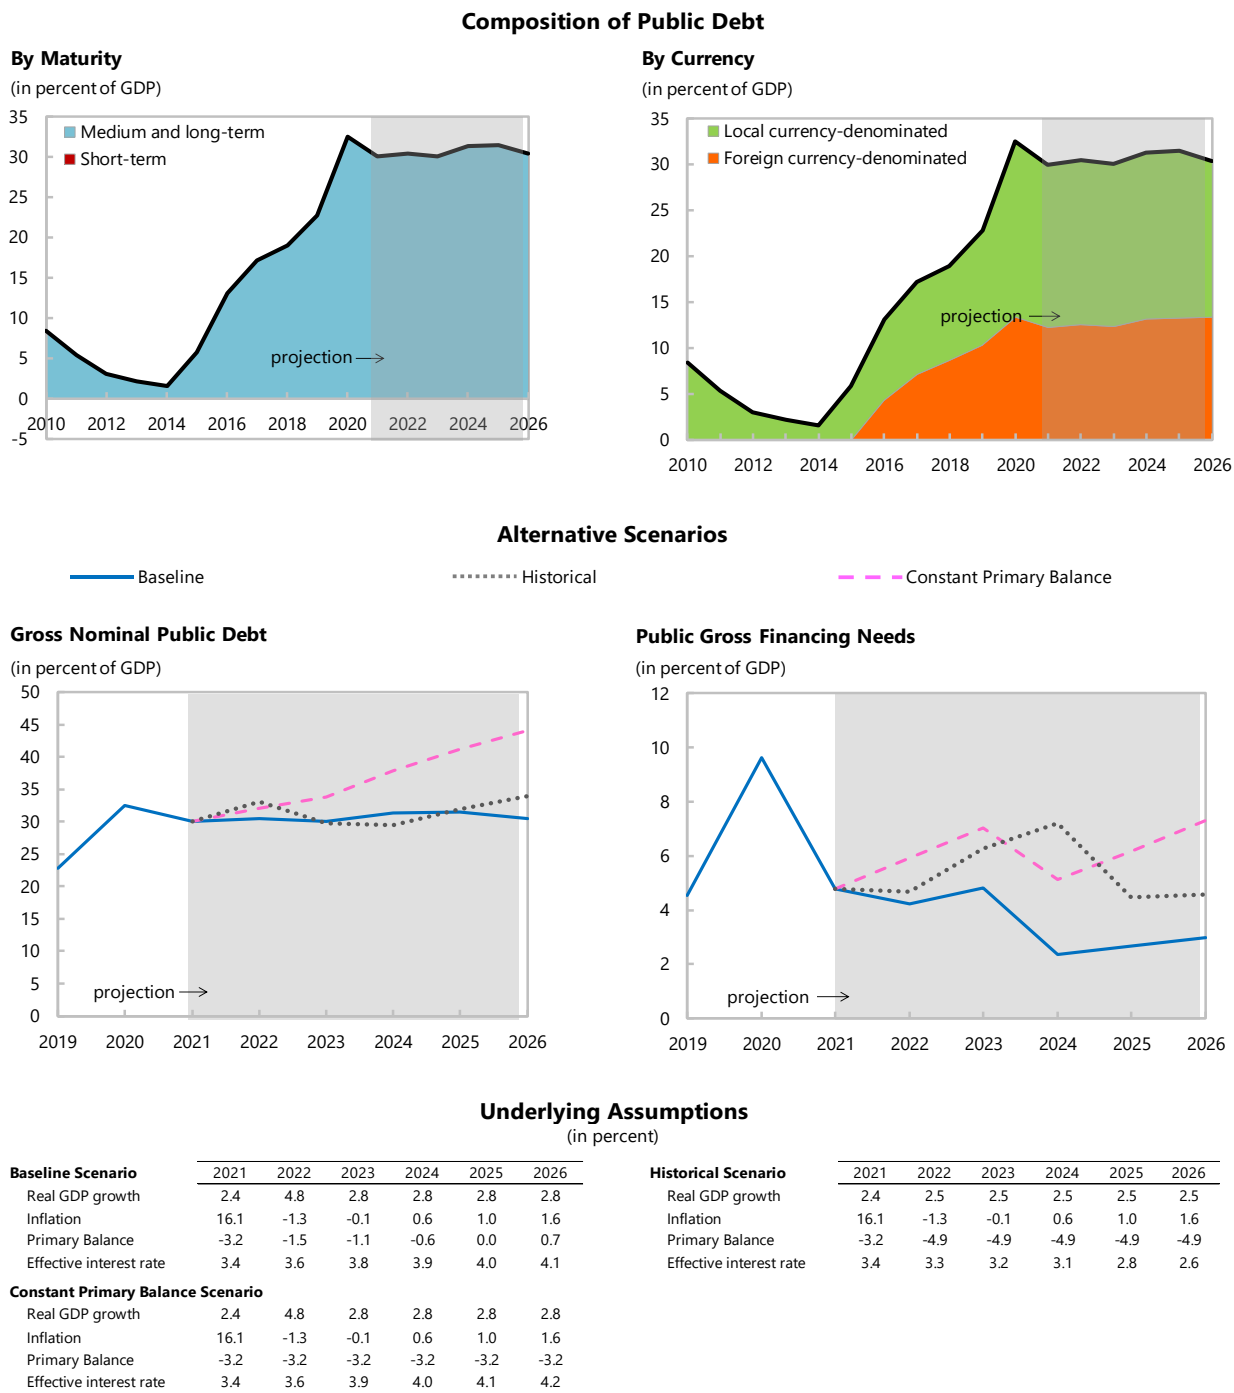 Composition of Public Debt
By Maturity
(in percent of GDP)
35
30
25
20
15
10
5
0
-5
Medium and long-term
Short-term
projection
2010 2012 2014 2016 2018 2020 2022 2024 2026
By Currency
(in percent of GDP)
35
30
25
20
15
10
5
0
Local currency-denominated
Foreign currency-denominated
projection
2010 2012 2014 2016 2018 2020 2022 2024 2026
Alternative Scenarios
Baseline Historical Constant Primary Balance
Gross Nominal Public Debt
(in percent of GDP)
50
45
40
35
30
25
20
15
10
5
0
projection
2019 2020 2021 2022 2023 2024 2025 2026
Public Gross Financing Needs
(in percent of GDP)
12
10
8
6
4
2
0
projection
2019 2020 2021 2022 2023 2024 2025 2026
Underlying Assumptions
(in percent)
Baseline Scenario 2021 2022 2023 2024 2025 2026
Real GDP growth 2.4 4.8 2.8 2.8 2.8 2.8
Inflation 16.1 -1.3 -0.1 0.6 1.0 1.6
Primary Balance -3.2 -1.5 -1.1 -0.6 0.0 0.7
Effective interest rate 3.4 3.6 3.8 3.9 4.0 4.1
Constant Primary Balance Scenario
Real GDP growth 2.4 4.8 2.8 2.8 2.8 2.8
Inflation 16.1 -1.3 -0.1 0.6 1.0 1.6
Primary Balance -3.2 -3.2 -3.2 -3.2 -3.2 -3.2
Effective interest rate 3.4 3.6 3.9 4.0 4.1 4.2
Historical Scenario 2021 2022 2023 2024 2025 2026
Real GDP growth 2.4 2.5 2.5 2.5 2.5 2.5
Inflation 16.1 -1.3 -0.1 0.6 1.0 1.6
Primary Balance -3.2 -4.9 -4.9 -4.9 -4.9 -4.9
Effective interest rate 3.4 3.3 3.2 3.1 2.8 2.6